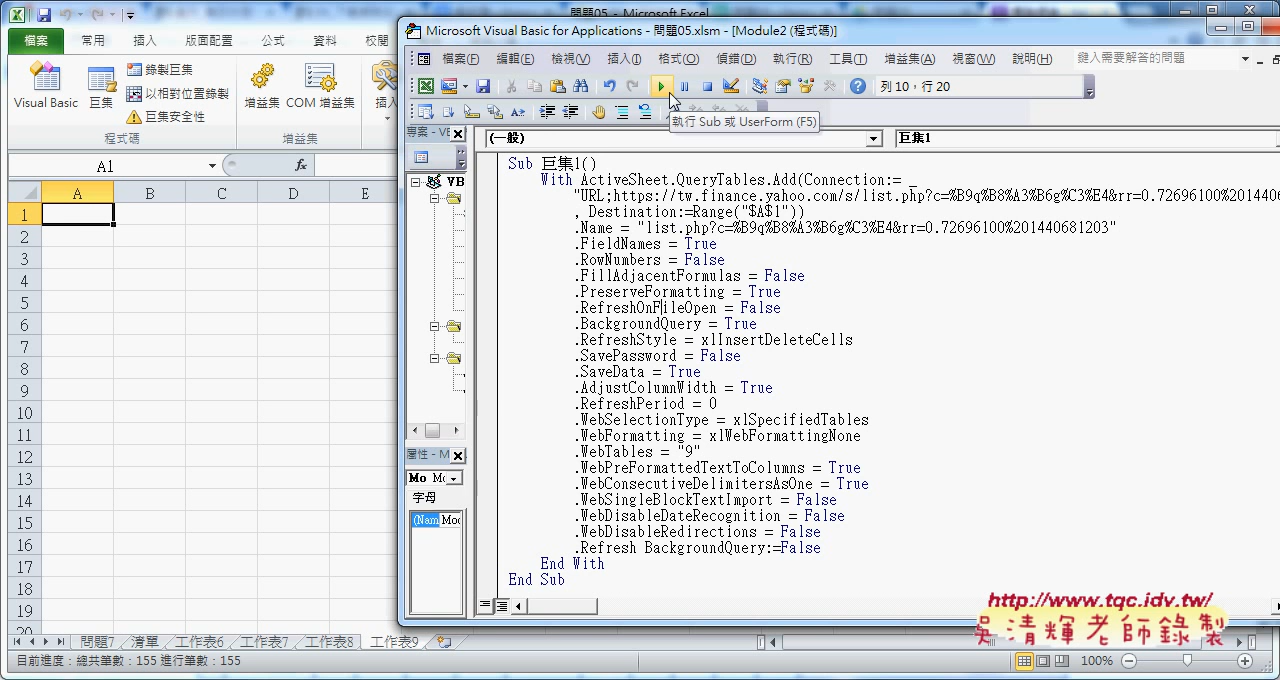 問題05 - Microsoft Excel
檔案 常用 插入 版面配置 公式 資料 校閱
Visual Basic 巨集 錄製巨集 以相對位置錄製 巨集安全性 增益集 COM 增益集
程式碼 增益集
A1 fx
A B C D E
1
2
3
4
5
6
7
8
9
10
11
12
13
14
15
16
17
18
19
20
問題7 清單 工作表6 工作表7 工作表8 工作表9
目前進度：總共筆數：155 進行筆數：155
100%
Microsoft Visual Basic for Applications - 問題05.xlsm - [Module2 (程式碼)]
檔案(F) 編輯(E) 檢視(V) 插入(I) 格式(O) 偵錯(D) 執行(R) 工具(T) 增益集(A) 視窗(W) 說明(H) 鍵入需要解答的問題
列 10，行 20
執行 Sub 或 UserForm (F5)
專案 - VB
VB
屬性 - M
Mo Mo
字母
(Nam Moc
(一般) 巨集1
Sub 巨集1()
With ActiveSheet.QueryTables.Add(Connection:= _
"URL;https://tw.finance.yahoo.com/s/list.php?c=%B9q%B8%A3%B6g%C3%E4&rr=0.72696100%2014406
, Destination:=Range("$A$1"))
.Name = "list.php?c=%B9q%B8%A3%B6g%C3%E4&rr=0.72696100%201440681203"
.FieldNames = True
.RowNumbers = False
.FillAdjacentFormulas = False
.PreserveFormatting = True
.RefreshOnFileOpen = False
.BackgroundQuery = True
.RefreshStyle = xlInsertDeleteCells
.SavePassword = False
.SaveData = True
.AdjustColumnWidth = True
.RefreshPeriod = 0
.WebSelectionType = xlSpecifiedTables
.WebFormatting = xlWebFormattingNone
.WebTables = "9"
.WebPreFormattedTextToColumns = True
.WebConsecutiveDelimitersAsOne = True
.WebSingleBlockTextImport = False
.WebDisableDateRecognition = False
.WebDisableRedirections = False
.Refresh BackgroundQuery:=False
End With
End Sub
http://www.tqc.idv.tw/
吳清輝老師錄製